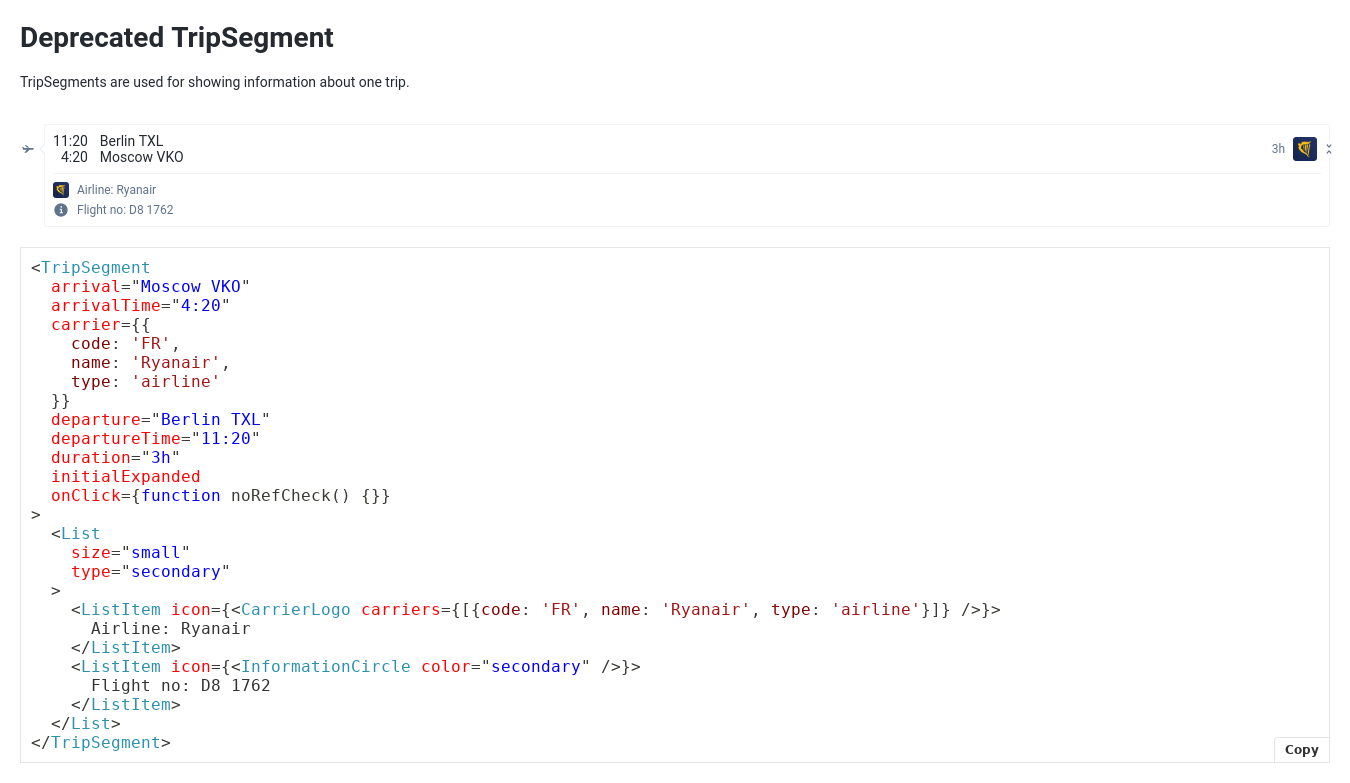 Deprecated TripSegment
TripSegments are used for showing information about one trip.
11:20 Berlin TXL
4:20 Moscow VKO
3h
Airline: Ryanair
Flight no: D8 1762
<TripSegment
  arrival="Moscow VKO"
  arrivalTime="4:20"
  carrier={{
    code: 'FR',
    name: 'Ryanair',
    type: 'airline'
  }}
  departure="Berlin TXL"
  departureTime="11:20"
  duration="3h"
  initialExpanded
  onClick={function noRefCheck() {}}
>
  <List
    size="small"
    type="secondary"
  >
    <ListItem icon={<CarrierLogo carriers={[{code: 'FR', name: 'Ryanair', type: 'airline'}]} />}>
      Airline: Ryanair
    </ListItem>
    <ListItem icon={<InformationCircle color="secondary" />}>
      Flight no: D8 1762
    </ListItem>
  </List>
</TripSegment>
Copy